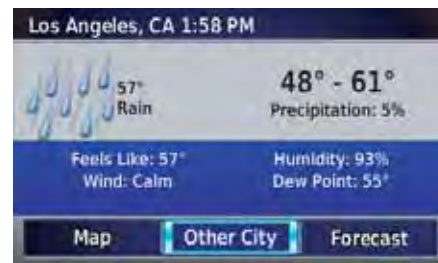 Los Angeles, CA 1:58 PM
57°
Rain
48° - 61°
Precipitation: 5%
Feels Like: 57°
Wind: Calm
Humidity: 93%
Dew Point: 55°
Map
Other City
Forecast